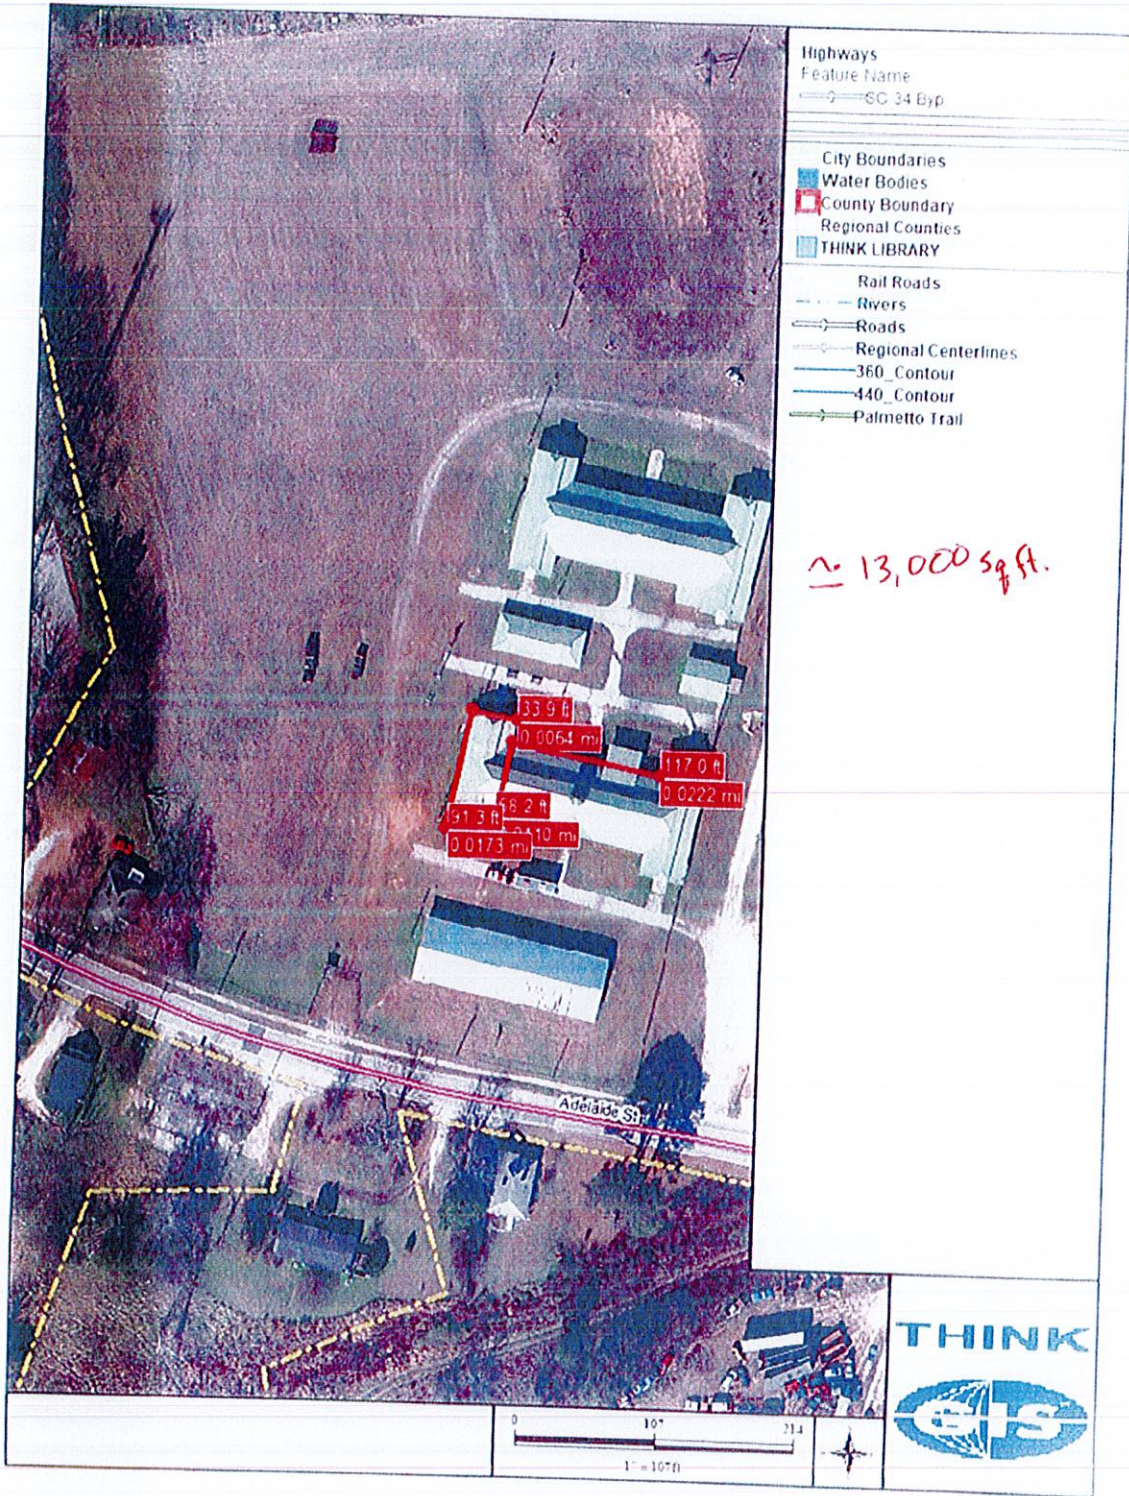 Highways
Feature Name
SC 34 Byp
City Boundaries
Water Bodies
County Boundary
Regional Counties
THINK LIBRARY
Rail Roads
Rivers
Roads
Regional Centerlines
360_Contour
440_Contour
Palmetto Trail
≃ 13,000 sq ft.
33.9 ft
0.0064 mi
117.0 ft
0.0222 mi
58.2 ft
91.3 ft
0.0173 mi
Adelaide St
THINK
GIS
0 107 214
1" = 107ft